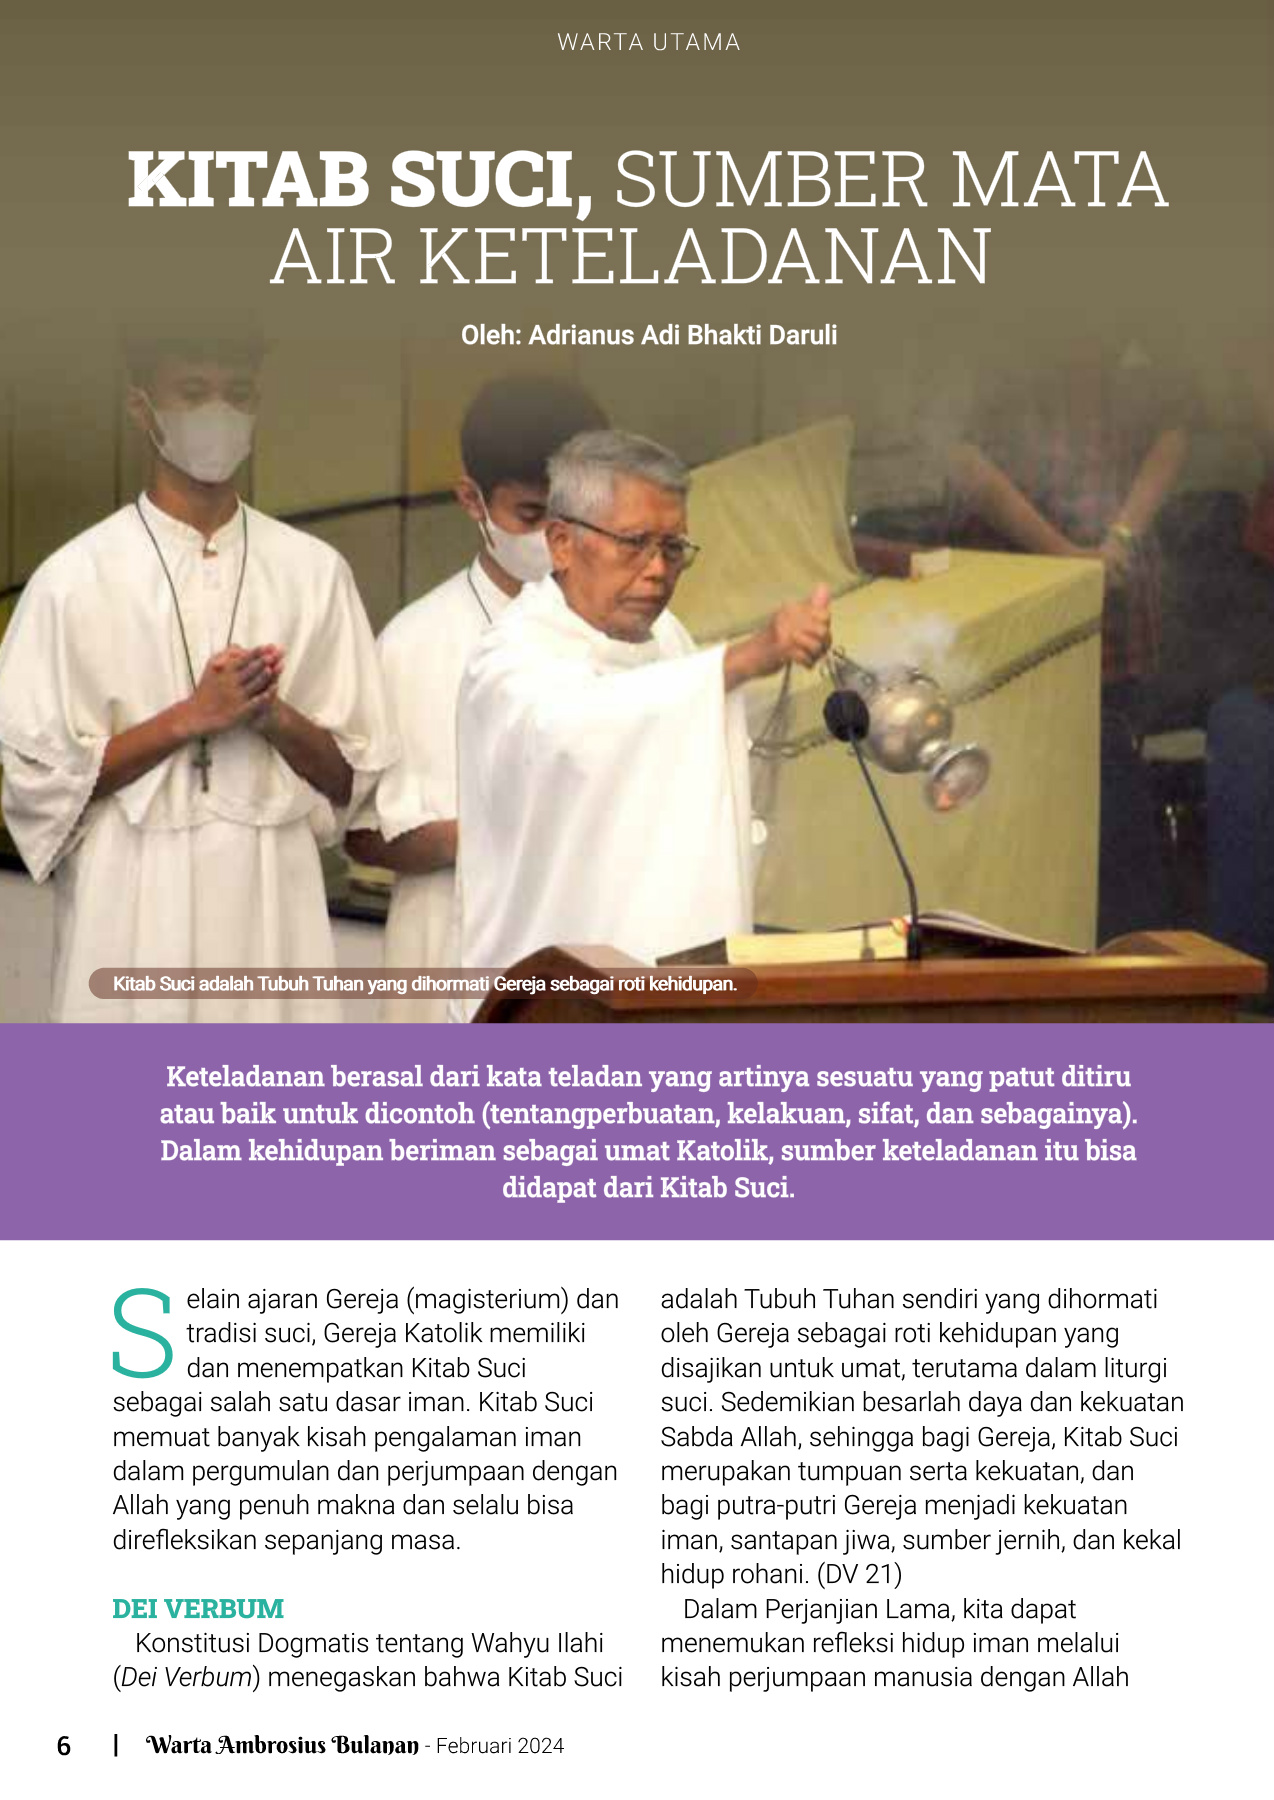 WARTA UTAMA
KITAB SUCI, SUMBER MATA
AIR KETELADANAN
Oleh: Adrianus Adi Bhakti Daruli
Kitab Suci adalah Tubuh Tuhan yang dihormati Gereja sebagai roti kehidupan.
Keteladanan berasal dari kata teladan yang artinya sesuatu yang patut ditiru
atau baik untuk dicontoh (tentangperbuatan, kelakuan, sifat, dan sebagainya).
Dalam kehidupan beriman sebagai umat Katolik, sumber keteladanan itu bisa
didapat dari Kitab Suci.
Selain ajaran Gereja (magisterium) dan
tradisi suci, Gereja Katolik memiliki
dan menempatkan Kitab Suci
sebagai salah satu dasar iman. Kitab Suci
memuat banyak kisah pengalaman iman
dalam pergumulan dan perjumpaan dengan
Allah yang penuh makna dan selalu bisa
direfleksikan sepanjang masa.
DEI VERBUM
Konstitusi Dogmatis tentang Wahyu Ilahi
(Dei Verbum) menegaskan bahwa Kitab Suci
adalah Tubuh Tuhan sendiri yang dihormati
oleh Gereja sebagai roti kehidupan yang
disajikan untuk umat, terutama dalam liturgi
suci. Sedemikian besarlah daya dan kekuatan
Sabda Allah, sehingga bagi Gereja, Kitab Suci
merupakan tumpuan serta kekuatan, dan
bagi putra-putri Gereja menjadi kekuatan
iman, santapan jiwa, sumber jernih, dan kekal
hidup rohani. (DV 21)
Dalam Perjanjian Lama, kita dapat
menemukan refleksi hidup iman melalui
kisah perjumpaan manusia dengan Allah
6 | Warta Ambrosius Bulanan - Februari 2024